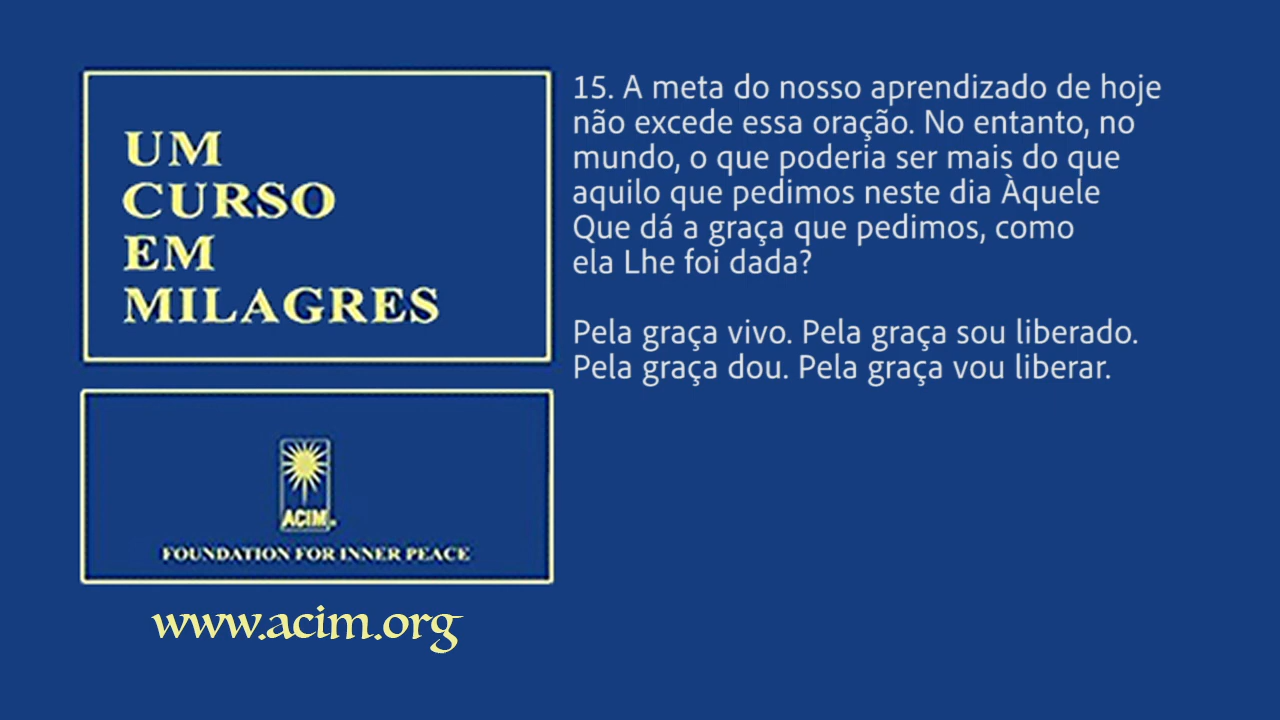 UM
CURSO
EM
MILAGRES
ACIM®
FOUNDATION FOR INNER PEACE
www.acim.org
15. A meta do nosso aprendizado de hoje
não excede essa oração. No entanto, no
mundo, o que poderia ser mais do que
aquilo que pedimos neste dia Àquele
Que dá a graça que pedimos, como
ela Lhe foi dada?
Pela graça vivo. Pela graça sou liberado.
Pela graça dou. Pela graça vou liberar.